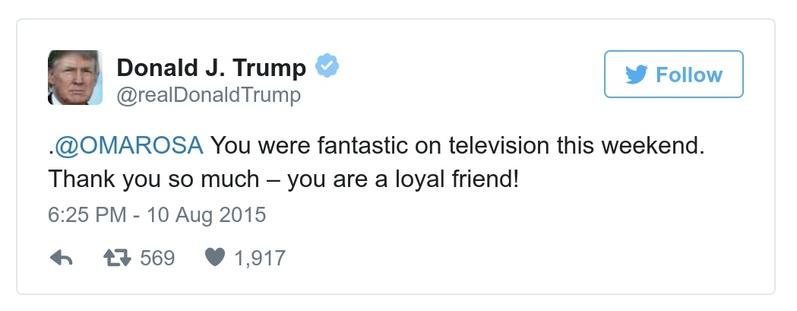 Donald J. Trump
@realDonaldTrump
Follow
.@OMAROSA You were fantastic on television this weekend.
Thank you so much – you are a loyal friend!
6:25 PM - 10 Aug 2015
569 1,917